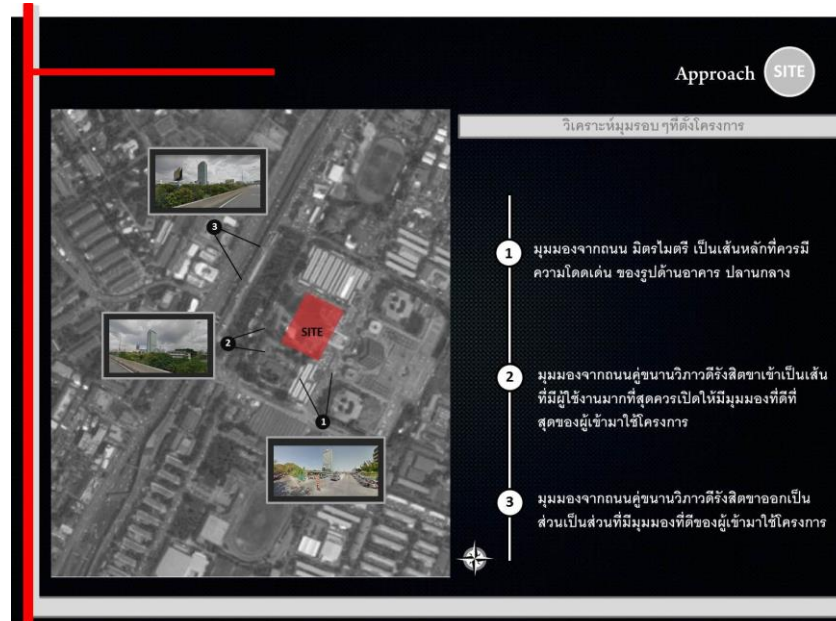 Approach
SITE
วิเคราะห์มุมรอบๆที่ตั้งโครงการ
3
SITE
2
1
1
มุมมองจากถนน มิตรไมตรี เป็นเส้นหลักที่ควรมี
ความโดดเด่น ของรูปด้านอาคาร ปลานกลาง
2
มุมมองจากถนนคู่ขนานวิภาวดีรังสิตขาเข้าเป็นเส้น
ที่มีผู้ใช้งานมากที่สุดควรเปิดให้มีมุมมองที่ดีที่
สุดของผู้เข้ามาใช้โครงการ
3
มุมมองจากถนนคู่ขนานวิภาวดีรังสิตขาออกเป็น
ส่วนเป็นส่วนที่มีมุมมองที่ดีของผู้เข้ามาใช้โครงการ